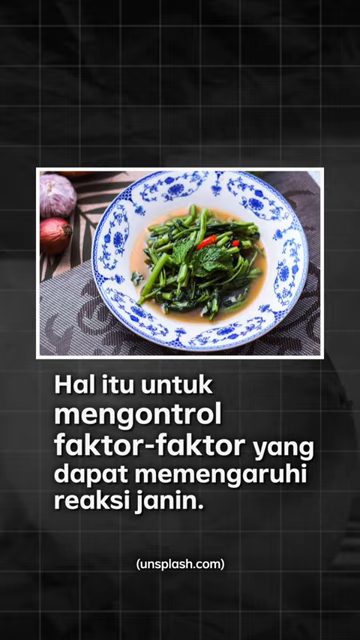 Hal itu untuk
mengontrol
faktor-faktor yang
dapat memengaruhi
reaksi janin.
(unsplash.com)